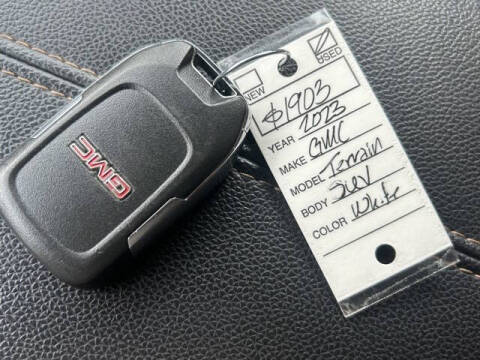 GMC
NEW USED
$1903
YEAR 2023
MAKE GMC
MODEL Terrain
BODY SUV
COLOR White